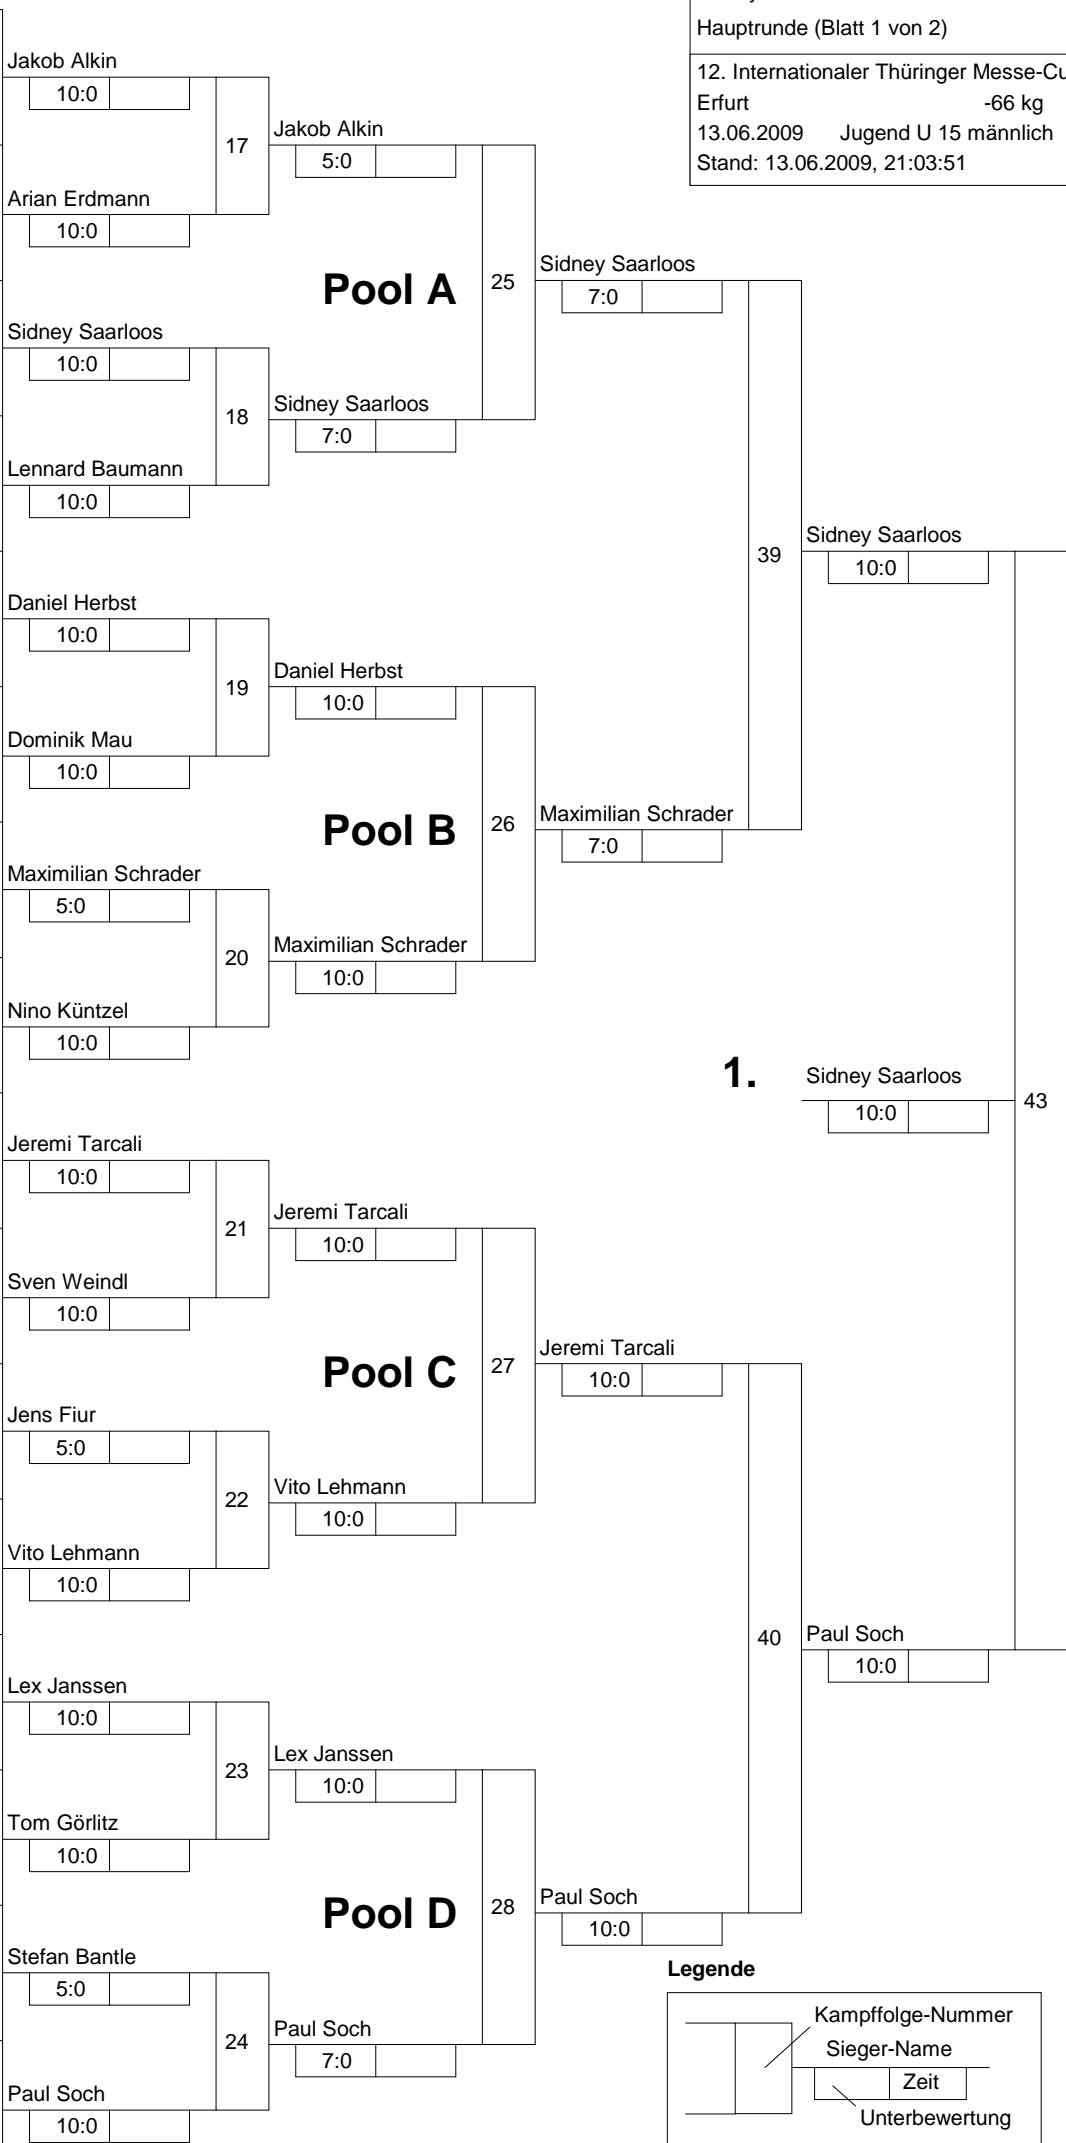 Hauptrunde (Blatt 1 von 2)
12. Internationaler Thüringer Messe-Cu
Erfurt -66 kg
13.06.2009 Jugend U 15 männlich
Stand: 13.06.2009, 21:03:51
Jakob Alkin
10:0
17
Jakob Alkin
5:0
Arian Erdmann
10:0
Pool A
25
Sidney Saarloos
7:0
Sidney Saarloos
10:0
18
Sidney Saarloos
7:0
Lennard Baumann
10:0
39
Sidney Saarloos
10:0
Daniel Herbst
10:0
19
Daniel Herbst
10:0
Dominik Mau
10:0
Pool B
26
Maximilian Schrader
7:0
Maximilian Schrader
5:0
20
Maximilian Schrader
10:0
Nino Küntzel
10:0
1.
Sidney Saarloos
10:0
43
Jeremi Tarcali
10:0
21
Jeremi Tarcali
10:0
Sven Weindl
10:0
Pool C
27
Jeremi Tarcali
10:0
Jens Fiur
5:0
22
Vito Lehmann
10:0
Vito Lehmann
10:0
40
Paul Soch
10:0
Lex Janssen
10:0
23
Lex Janssen
10:0
Tom Görlitz
10:0
Pool D
28
Paul Soch
10:0
Stefan Bantle
5:0
24
Paul Soch
7:0
Paul Soch
10:0
Legende
Kampffolge-Nummer
Sieger-Name
Zeit
Unterbewertung